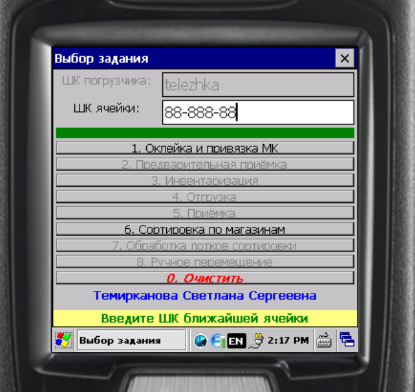 Выбор задания
ШК погрузчика: telezhka
ШК ячейки: 88-888-88
1. Оклейка и привязка МК
2. Предварительная приёмка
3. Инвентаризация
4. Отгрузка
5. Приёмка
6. Сортировка по магазинам
7. Обработка лотков сортировки
8. Ручное перемещение
0. Очистить
Темирканова Светлана Сергеевна
Введите ШК ближайшей ячейки
Выбор задания EN 2:17 PM